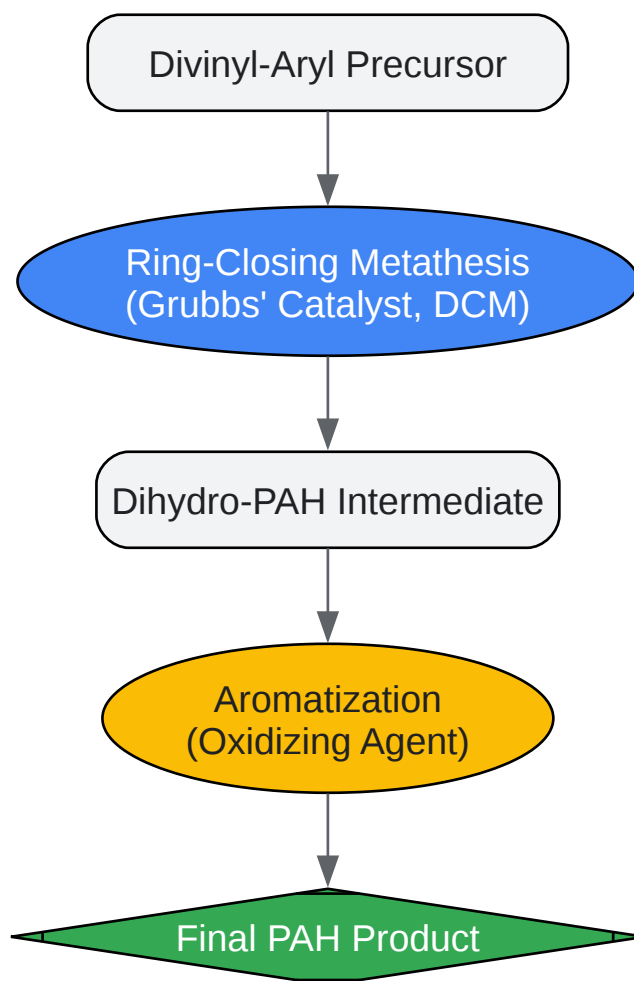 Divinyl-Aryl Precursor
Ring-Closing Metathesis
(Grubbs' Catalyst, DCM)
Dihydro-PAH Intermediate
Aromatization
(Oxidizing Agent)
Final PAH Product